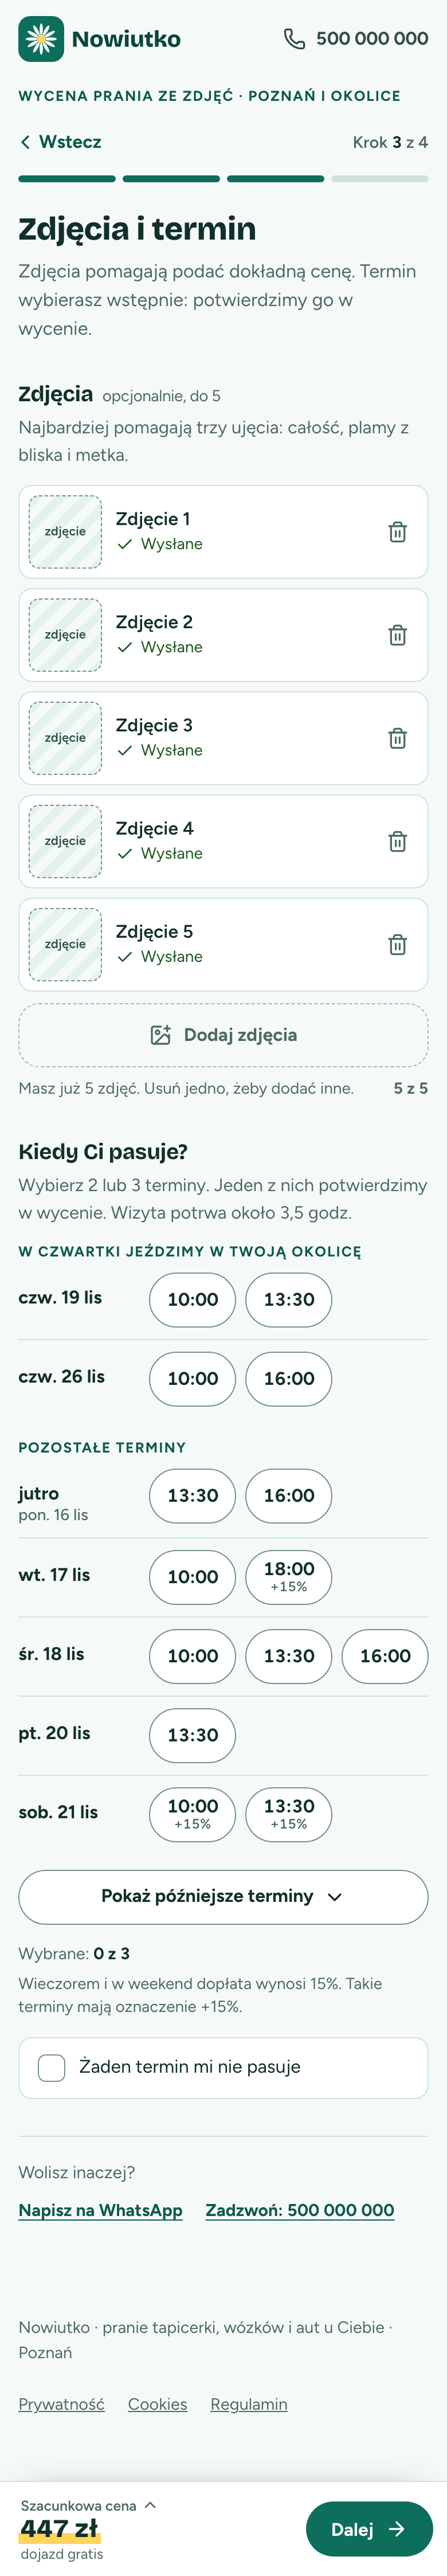 Nowiutko
500 000 000
WYCENA PRANIA ZE ZDJĘĆ · POZNAŃ I OKOLICE
Wstecz
Krok 3 z 4
Zdjęcia i termin
Zdjęcia pomagają podać dokładną cenę. Termin
wybierasz wstępnie: potwierdzimy go w
wycenie.
Zdjęcia opcjonalnie, do 5
Najbardziej pomagają trzy ujęcia: całość, plamy z
bliska i metka.
zdjęcie
Zdjęcie 1
Wysłane
zdjęcie
Zdjęcie 2
Wysłane
zdjęcie
Zdjęcie 3
Wysłane
zdjęcie
Zdjęcie 4
Wysłane
zdjęcie
Zdjęcie 5
Wysłane
Dodaj zdjęcia
Masz już 5 zdjęć. Usuń jedno, żeby dodać inne.
5 z 5
Kiedy Ci pasuje?
Wybierz 2 lub 3 terminy. Jeden z nich potwierdzimy
w wycenie. Wizyta potrwa około 3,5 godz.
W CZWARTKI JEŹDZIMY W TWOJĄ OKOLICĘ
czw. 19 lis 10:00 13:30
czw. 26 lis 10:00 16:00
POZOSTAŁE TERMINY
jutro 13:30 16:00
pon. 16 lis
wt. 17 lis 10:00 18:00
+15%
śr. 18 lis 10:00 13:30 16:00
pt. 20 lis 13:30
sob. 21 lis 10:00 13:30
+15% +15%
Pokaż późniejsze terminy
Wybrane: 0 z 3
Wieczorem i w weekend dopłata wynosi 15%. Takie
terminy mają oznaczenie +15%.
Żaden termin mi nie pasuje
Wolisz inaczej?
Napisz na WhatsApp Zadzwoń: 500 000 000
Nowiutko · pranie tapicerki, wózków i aut u Ciebie ·
Poznań
Prywatność Cookies Regulamin
Szacunkowa cena
447 zł
dojazd gratis
Dalej